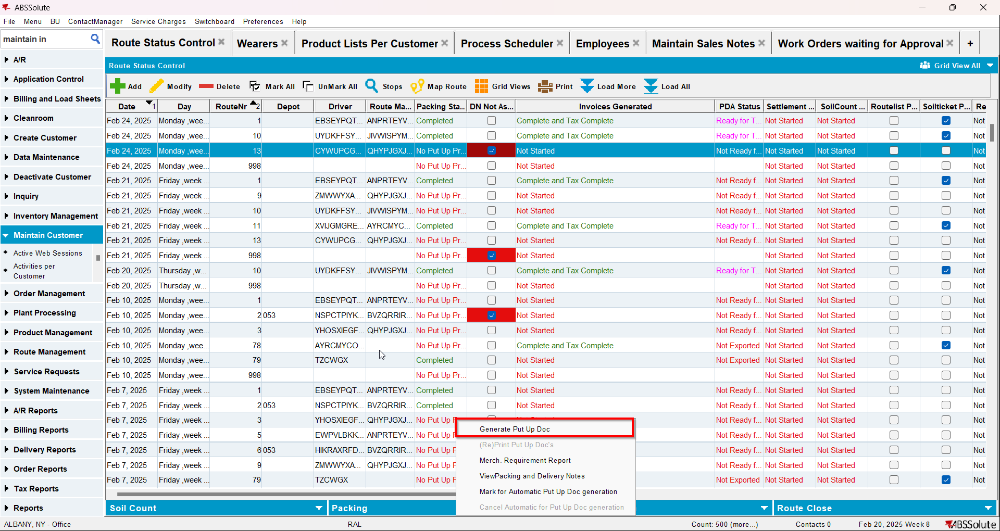 ABSSolute
File Menu BU ContactManager Service Charges Switchboard Preferences Help
maintain in
Route Status Control Wearers Product Lists Per Customer Process Scheduler Employees Maintain Sales Notes Work Orders waiting for Approval +
Route Status Control Grid View All
Add Modify Delete Mark All UnMark All Stops Map Route Grid Views Print Load More Load All
A/R
Application Control
Billing and Load Sheets
Cleanroom
Create Customer
Data Maintenance
Deactivate Customer
Inquiry
Inventory Management
Maintain Customer
Active Web Sessions
Activities per
Customer
Order Management
Plant Processing
Product Management
Route Management
Service Requests
System Maintenance
A/R Reports
Billing Reports
Delivery Reports
Order Reports
Tax Reports
Reports
Date 1 Day RouteNr 2 Depot Driver Route Ma... Packing Sta... DN Not As... Invoices Generated PDA Status Settlement ... SoilCount ... Routelist P... Soilticket P... Re
Feb 24, 2025 Monday ,wee... 1 EBSEYPQT... ANPRTEYV... Completed Complete and Tax Complete Ready for T... Not Started Not Started Not
Feb 24, 2025 Monday ,wee... 10 UYDKFFSY... JIVWISPYM... Completed Complete and Tax Complete Ready for T... Not Started Not Started Not
Feb 24, 2025 Monday ,wee... 13 CYWUPCG... QHYPJGXJ... No Put Up Pr... Not Started Not Ready f... Not Started Not Started Not
Feb 24, 2025 Monday ,wee... 998 No Put Up Pr... Not Started Not Started Not Started Not
Feb 21, 2025 Friday ,week ... 1 EBSEYPQT... ANPRTEYV... Completed Complete and Tax Complete Not Ready f... Not Started Not Started Not
Feb 21, 2025 Friday ,week ... 9 ZMWWYXA... QHYPJGXJ... No Put Up Pr... Not Started Not Ready f... Not Started Not Started Not
Feb 21, 2025 Friday ,week ... 10 UYDKFFSY... JIVWISPYM... No Put Up Pr... Not Started Not Ready f... Not Started Not Started Not
Feb 21, 2025 Friday ,week ... 11 XVIJGMGRE... AYRCMYC... Completed Complete and Tax Complete Ready for T... Not Started Not Started Not
Feb 21, 2025 Friday ,week ... 13 CYWUPCG... QHYPJGXJ... No Put Up Pr... Not Started Not Ready f... Not Started Not Started Not
Feb 21, 2025 Friday ,week ... 998 No Put Up Pr... Not Started Not Started Not Started Not
Feb 20, 2025 Thursday ,w... 10 UYDKFFSY... JIVWISPYM... Completed Complete and Tax Complete Ready for T... Not Started Not Started Not
Feb 20, 2025 Thursday ,w... 998 No Put Up Pr... Not Started Not Started Not Started Not
Feb 10, 2025 Monday ,wee... 1 EBSEYPQT... ANPRTEYV... No Put Up Pr... Not Started Not Ready f... Not Started Not Started Not
Feb 10, 2025 Monday ,wee... 2 053 NSPCTPIYK... BVZQRRIR... No Put Up Pr... Not Started Not Ready f... Not Started Not Started Not
Feb 10, 2025 Monday ,wee... 3 YHOSXIEGF... QHYPJGXJ... No Put Up Pr... Not Started Not Ready f... Not Started Not Started Not
Feb 10, 2025 Monday ,wee... 78 AYRCMYCO... No Put Up Pr... Complete and Tax Complete Not Exported Not Started Not Started Not
Feb 10, 2025 Monday ,wee... 79 TZCWGX Completed Not Started Not Exported Not Started Not Started Not
Feb 10, 2025 Monday ,wee... 998 No Put Up Pr... Not Started Not Started Not Started Not
Feb 7, 2025 Friday ,week ... 1 EBSEYPQT... ANPRTEYV... Completed Not Started Not Ready f... Not Started Not Started Not
Feb 7, 2025 Friday ,week ... 2 053 NSPCTPIYK... BVZQRRIR... Completed Not Started Not Ready f... Not Started Not Started Not
Feb 7, 2025 Friday ,week ... 3 YHOSXIEGF... QHYPJGXJ... No Put Up Not Ready f... Not Started Not Started Not
Feb 7, 2025 Friday ,week ... 5 EWPVLBKK... ANPRTEYV... No Put Up Not Ready f... Not Started Not Started Not
Feb 7, 2025 Friday ,week ... 6 053 HIKRAXRFD... BVZQRRIR... No Put Up Not Ready f... Not Started Not Started Not
Feb 7, 2025 Friday ,week ... 9 ZMWWYXA... QHYPJGXJ... No Put Up Not Ready f... Not Started Not Started Not
Feb 7, 2025 Friday ,week ... 79 TZCWGX No Put Up Not Exported Not Started Not Started Not
Generate Put Up Doc
(Re)Print Put Up Doc's
Merch. Requirement Report
ViewPacking and Delivery Notes
Mark for Automatic Put Up Doc generation
Cancel Automatic for Put Up Doc generation
Soil Count Packing Route Close
ALBANY, NY - Office RAL Count: 500 (more...) Contacts 0 Feb 20, 2025 Week 8 ABSSolute